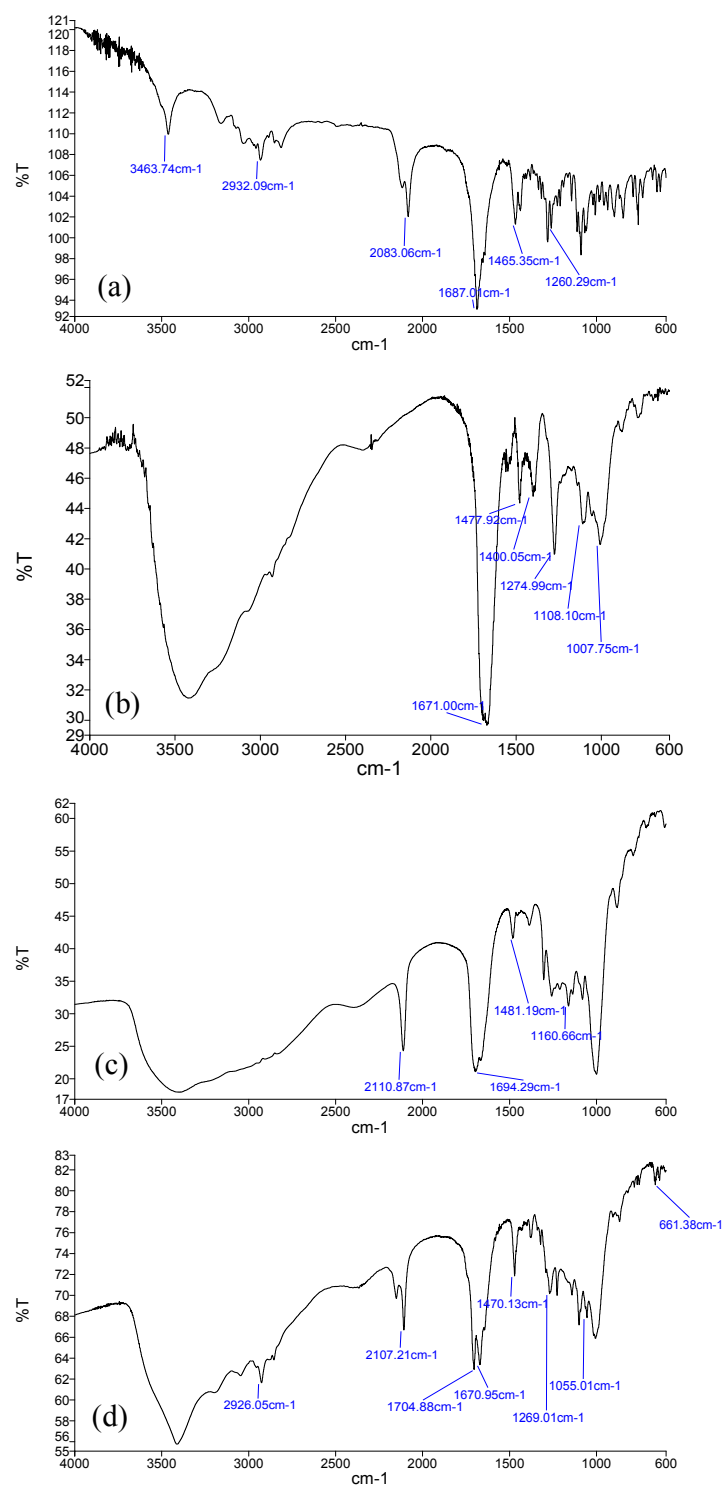 121
120
118
116
114
112
110
108
106
104
102
100
98
96
94
92
%T
3463.74cm-1
2932.09cm-1
2083.06cm-1
1465.35cm-1
1260.29cm-1
1687.01cm-1
(a)
4000 3500 3000 2500 2000 1500 1000 600
cm-1
52
50
48
46
44
42
40
38
36
34
32
30
29
%T
1477.92cm-1
1400.05cm-1
1274.99cm-1
1108.10cm-1
1007.75cm-1
1671.00cm-1
(b)
4000 3500 3000 2500 2000 1500 1000 600
cm-1
62
60
55
50
45
40
35
30
25
20
17
%T
1481.19cm-1
1160.66cm-1
2110.87cm-1
1694.29cm-1
(c)
4000 3500 3000 2500 2000 1500 1000 600
cm-1
83
82
80
78
76
74
72
70
68
66
64
62
60
58
56
55
%T
661.38cm-1
1470.13cm-1
2107.21cm-1
1670.95cm-1
1055.01cm-1
2926.05cm-1
1704.88cm-1
1269.01cm-1
(d)
4000 3500 3000 2500 2000 1500 1000 600
cm-1